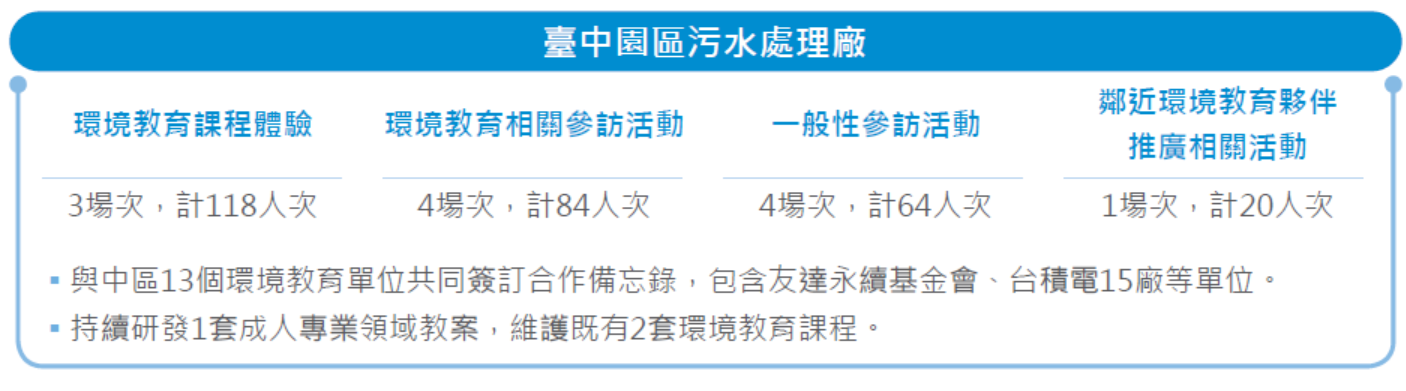 臺中園區污水處理廠
環境教育課程體驗
3場次，計118人次
環境教育相關參訪活動
4場次，計84人次
一般性參訪活動
4場次，計64人次
鄰近環境教育夥伴
推廣相關活動
1場次，計20人次
▪ 與中區13個環境教育單位共同簽訂合作備忘錄，包含友達永續基金會、台積電15廠等單位。
▪ 持續研發1套成人專業領域教案，維護既有2套環境教育課程。